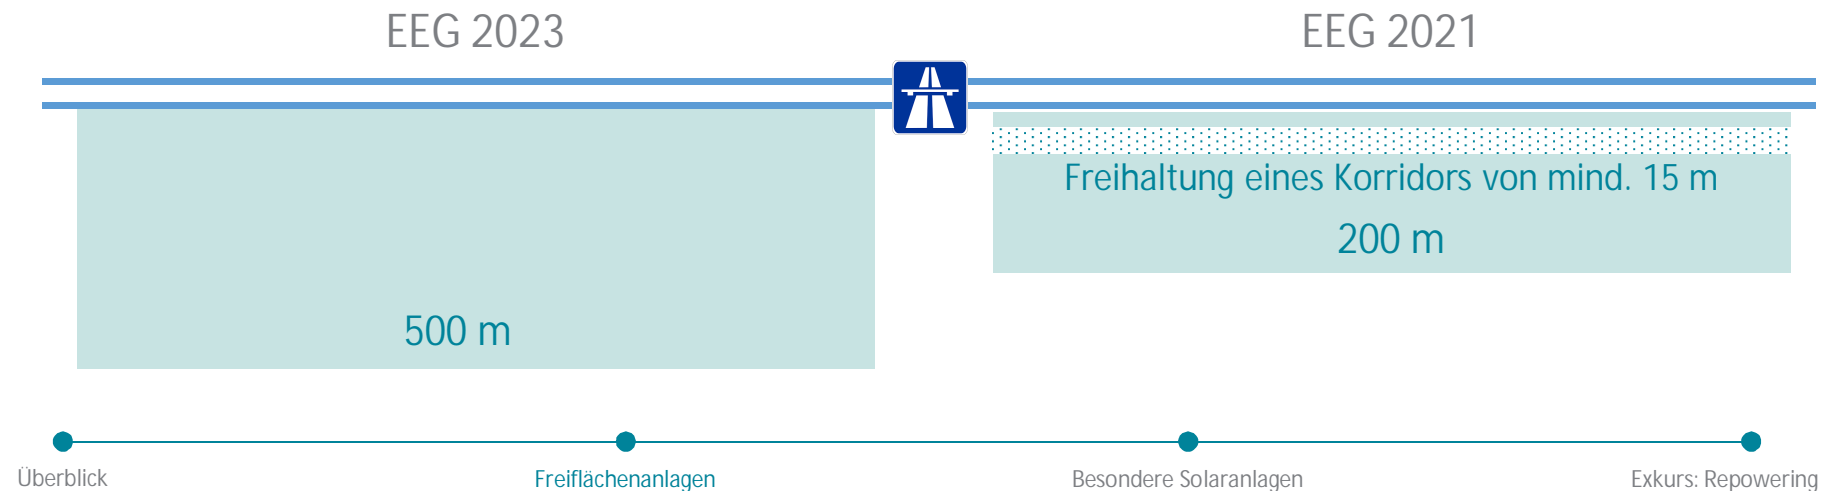 EEG 2023
EEG 2021
Freihaltung eines Korridors von mind. 15 m
200 m
500 m
Überblick
Freiflächenanlagen
Besondere Solaranlagen
Exkurs: Repowering